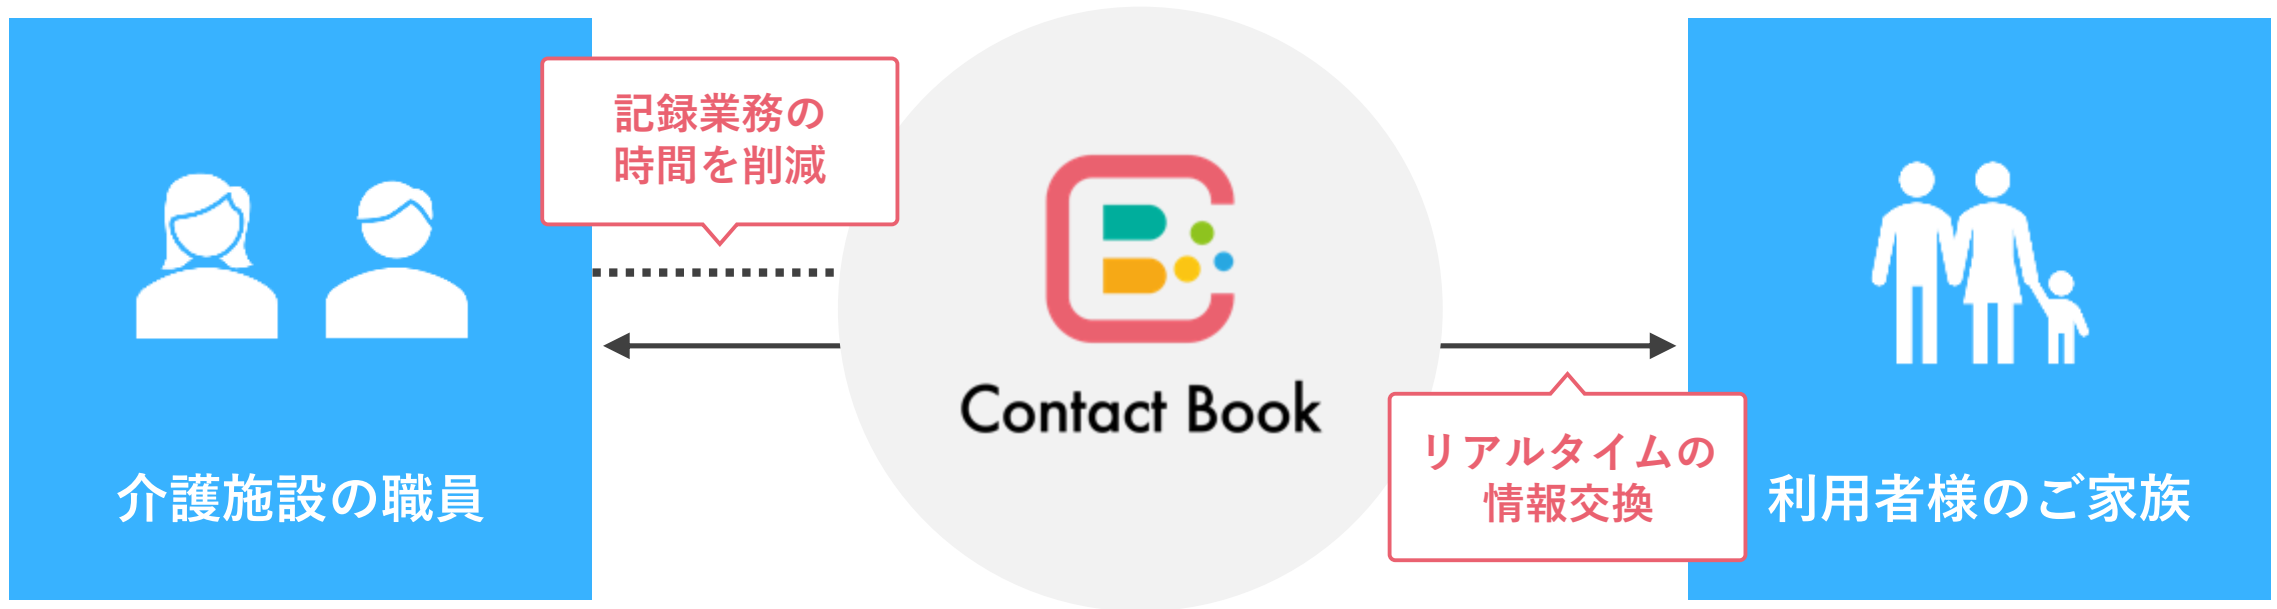 記録業務の
時間を削減
Contact Book
介護施設の職員
リアルタイムの
情報交換
利用者様のご家族